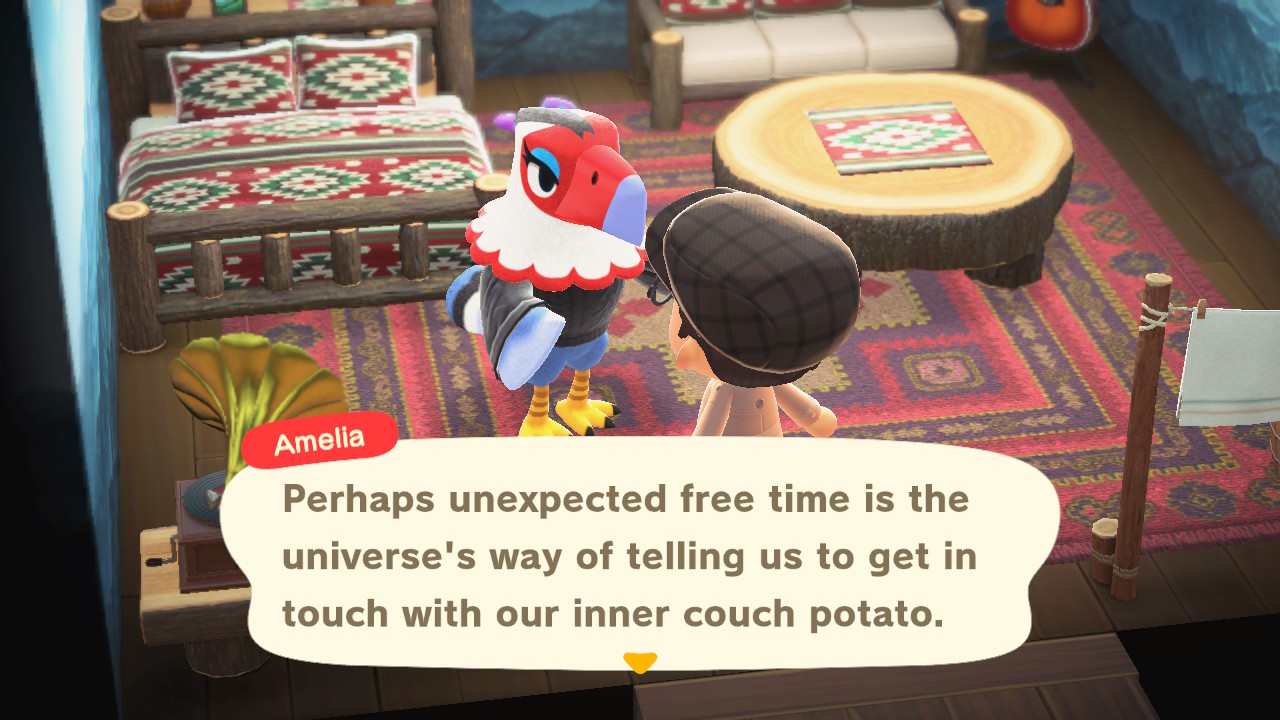 Amelia
Perhaps unexpected free time is the
universe's way of telling us to get in
touch with our inner couch potato.